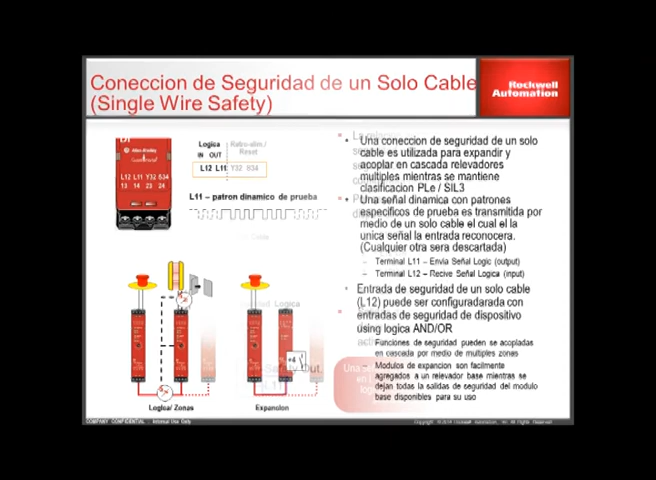 Coneccion de Seguridad de un Solo Cable
(Single Wire Safety)
Rockwell
Automation
Logica
IN OUT
Retro-alim./
Reset
L12 L11 Y32 S34
Allen-Bradley
L12 L11 Y32 S34
13 14 23 24
L11 – patron dinamico de prueba
Logica/ Zonas
Expansion
• Una coneccion de seguridad de un solo
cable es utilizada para expandir y
acoplar en cascada relevadores
multiples mientras se mantiene
clasificacion PLe / SIL3
• Una señal dinamica con patrones
especificos de prueba es transmitida por
medio de un solo cable el cual el la
unica señal la entrada reconocera.
(Cualquier otra sera descartada)
– Terminal L11 – Envia Señal Logic (output)
– Terminal L12 – Recive Señal Logica (input)
• Entrada de seguridad de un solo cable
(L12) puede ser configuradarada con
entradas de seguridad de dispositivo
using logica AND/OR
Funciones de seguridad pueden se acopladas
en cascada por medio de multiples zonas
Modulos de expancion son facilmente
agregados a un relevador base mientras se
dejan todas la salidas de seguridad del modulo
base disponibles para su uso
COMPANY CONFIDENTIAL | Internal Use Only